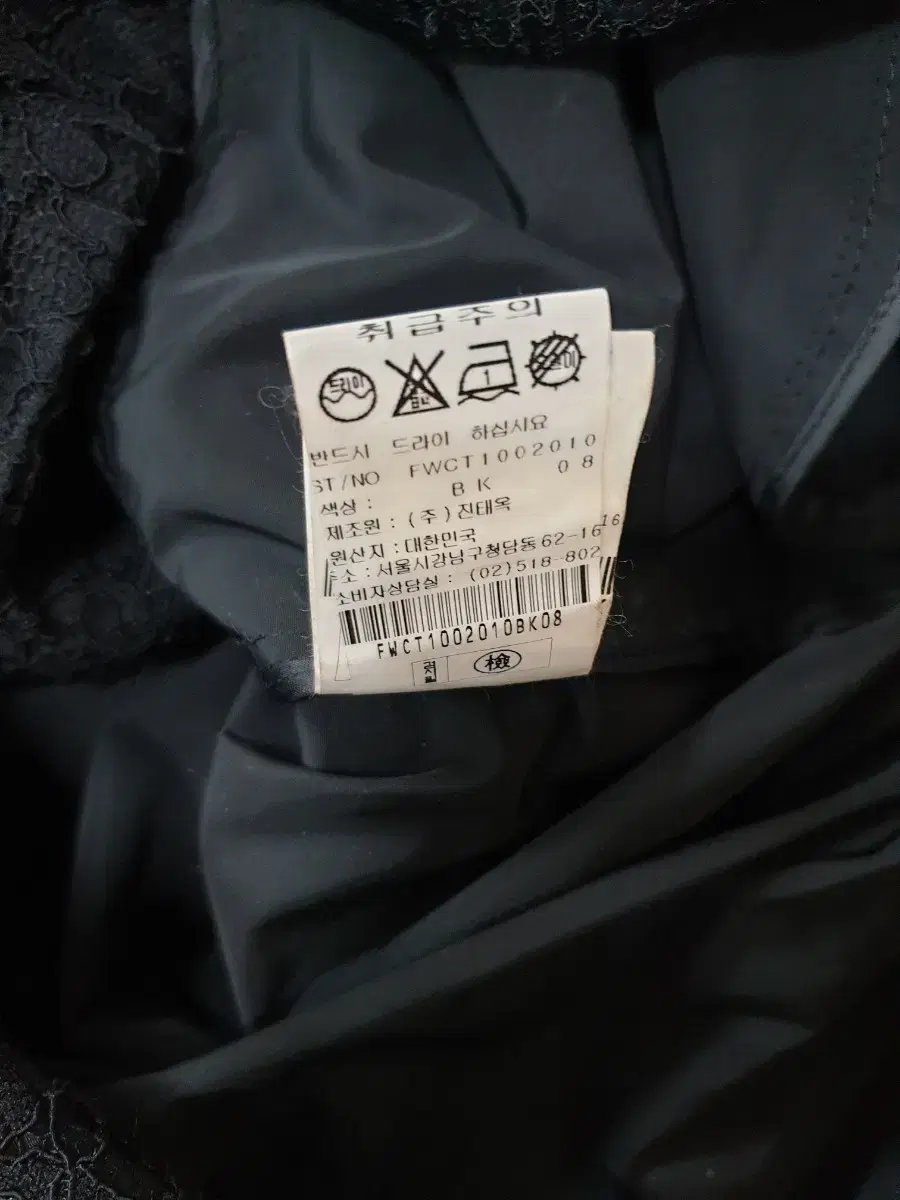 취급주의
드라이
1
반드시 드라이 하십시요
ST/NO FWCT1002010
08
색상 : BK
제조원 : (주)진태옥
원산지 : 대한민국
주소 : 서울시강남구청담동62-16
소비자상담실 : (02)518-802
FWCT1002010BK08
檢